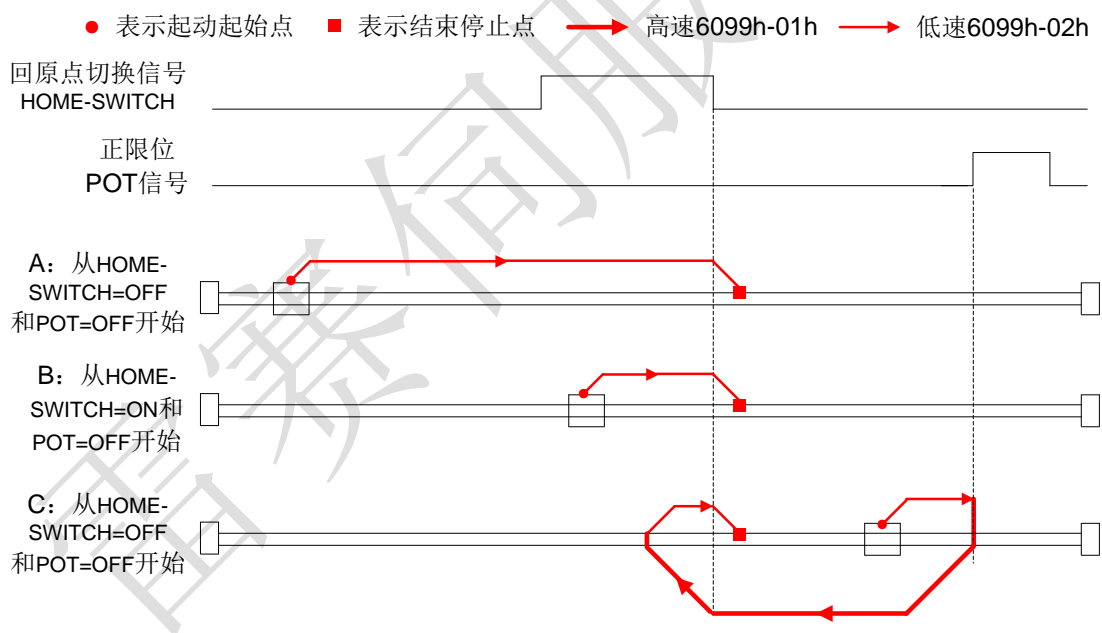 表示起动起始点 表示结束停止点 高速6099h-01h 低速6099h-02h
回原点切换信号
HOME-SWITCH
正限位
POT信号
A：从HOME-
SWITCH=OFF
和POT=OFF开始
B：从HOME-
SWITCH=ON和
POT=OFF开始
C：从HOME-
SWITCH=OFF
和POT=OFF开始
雷赛伺服